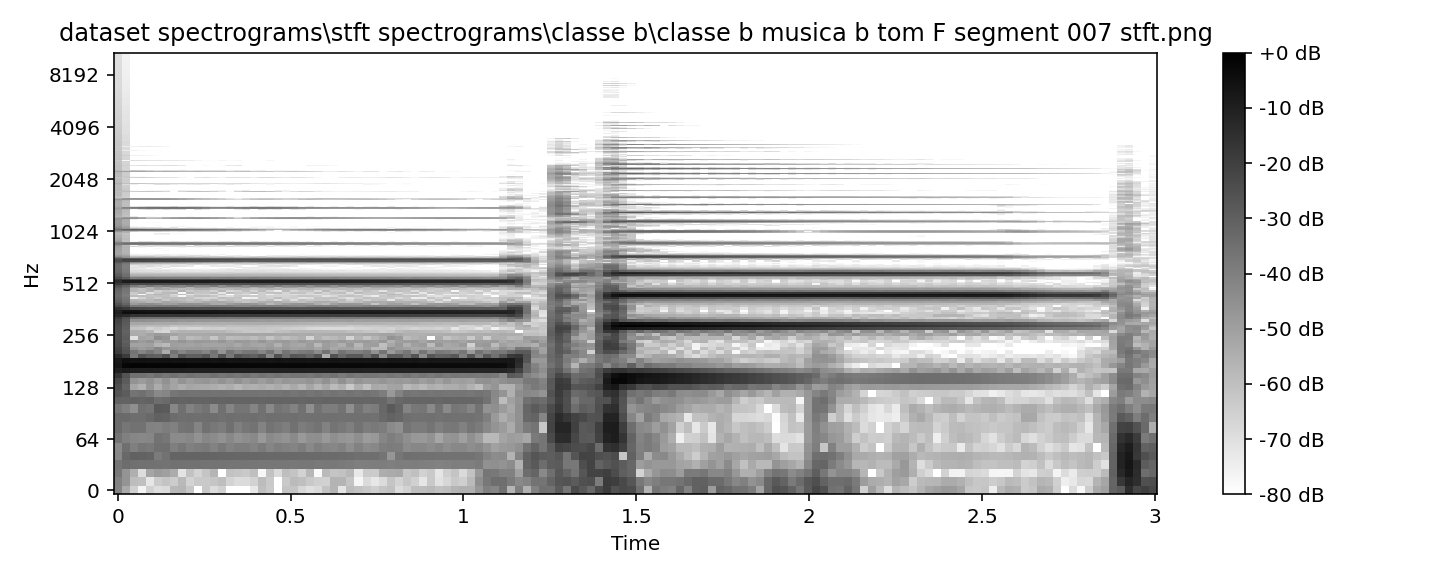 dataset spectrograms\stft spectrograms\classe b\classe b musica b tom F segment 007 stft.png
Hz
8192
4096
2048
1024
512
256
128
64
0
0
0.5
1
1.5
2
2.5
3
Time
+0 dB
-10 dB
-20 dB
-30 dB
-40 dB
-50 dB
-60 dB
-70 dB
-80 dB